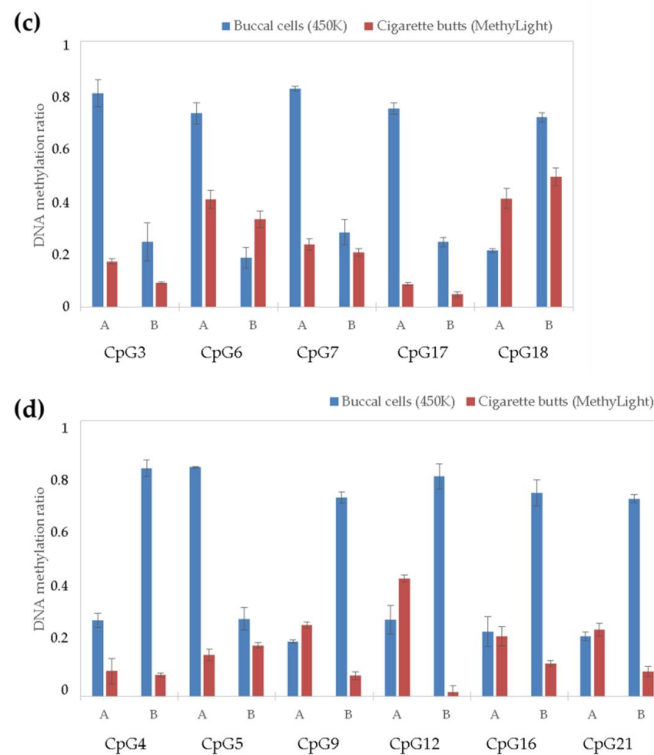 (c)
Buccal cells (450K) Cigarette butts (MethyLight)
1
0.8
0.6
0.4
0.2
0
DNA methylation ratio
A B A B A B A B A B
CpG3 CpG6 CpG7 CpG17 CpG18
(d)
Buccal cells (450K) Cigarette butts (MethyLight)
1
0.8
0.6
0.4
0.2
0
DNA methylation ratio
A B A B A B A B A B A B
CpG4 CpG5 CpG9 CpG12 CpG16 CpG21